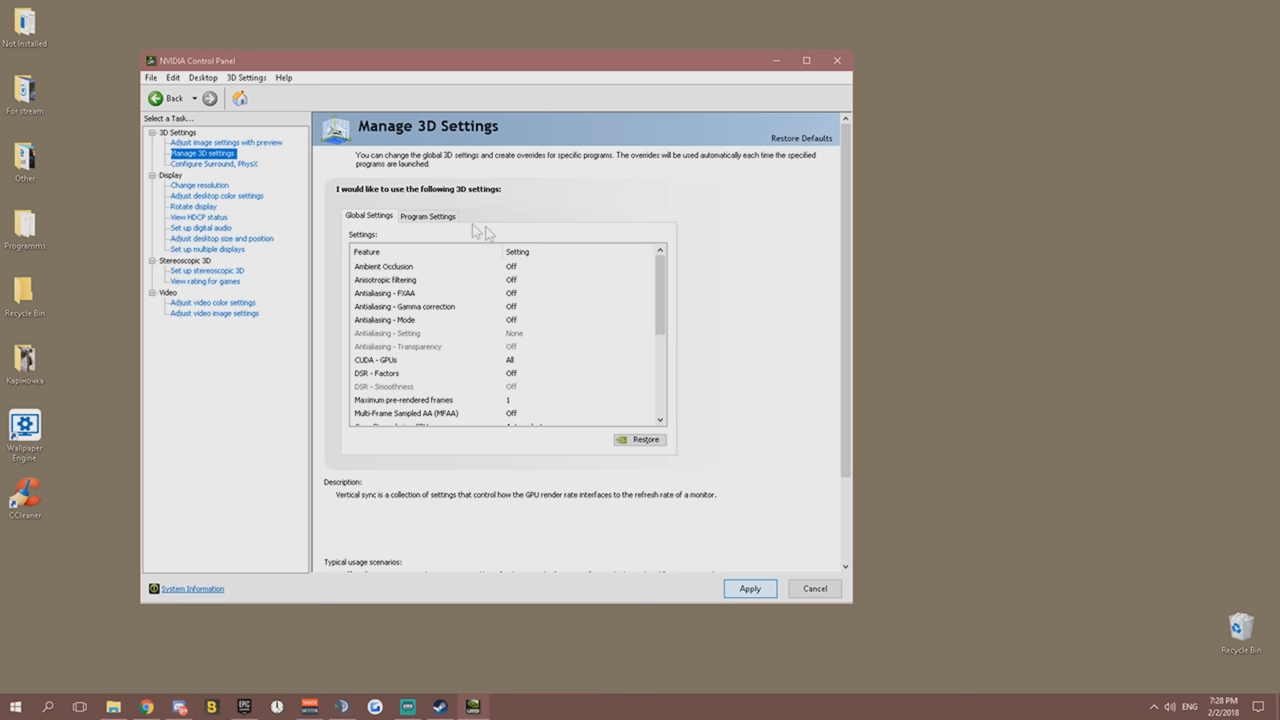 Not Installed
For stream
Other
Programms
Recycle Bin
Каріночка
Wallpaper
Engine
CCleaner
NVIDIA Control Panel
File Edit Desktop 3D Settings Help
Back
Select a Task...
3D Settings
Adjust image settings with preview
Manage 3D settings
Configure Surround, PhysX
Display
Change resolution
Adjust desktop color settings
Rotate display
View HDCP status
Set up digital audio
Adjust desktop size and position
Set up multiple displays
Stereoscopic 3D
Set up stereoscopic 3D
View rating for games
Video
Adjust video color settings
Adjust video image settings
System Information
Manage 3D Settings
Restore Defaults
You can change the global 3D settings and create overrides for specific programs. The overrides will be used automatically each time the specified
programs are launched.
I would like to use the following 3D settings:
Global Settings Program Settings
Settings:
Feature Setting
Ambient Occlusion Off
Anisotropic filtering Off
Antialiasing - FXAA Off
Antialiasing - Gamma correction Off
Antialiasing - Mode Off
Antialiasing - Setting None
Antialiasing - Transparency Off
CUDA - GPUs All
DSR - Factors Off
DSR - Smoothness Off
Maximum pre-rendered frames 1
Multi-Frame Sampled AA (MFAA) Off
Restore
Description:
Vertical sync is a collection of settings that control how the GPU render rate interfaces to the refresh rate of a monitor.
Typical usage scenarios:
Apply Cancel
Recycle Bin
EPIC
ENG
7:28 PM
2/2/2018